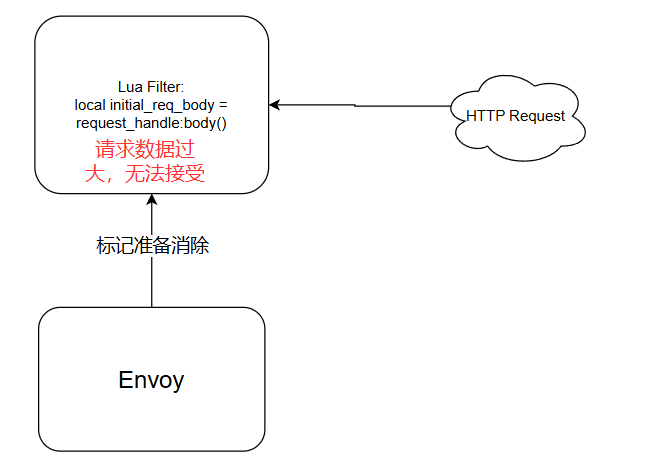 Lua Filter:
local initial_req_body =
request_handle:body()
请求数据过
大，无法接受
HTTP Request
标记准备消除
Envoy